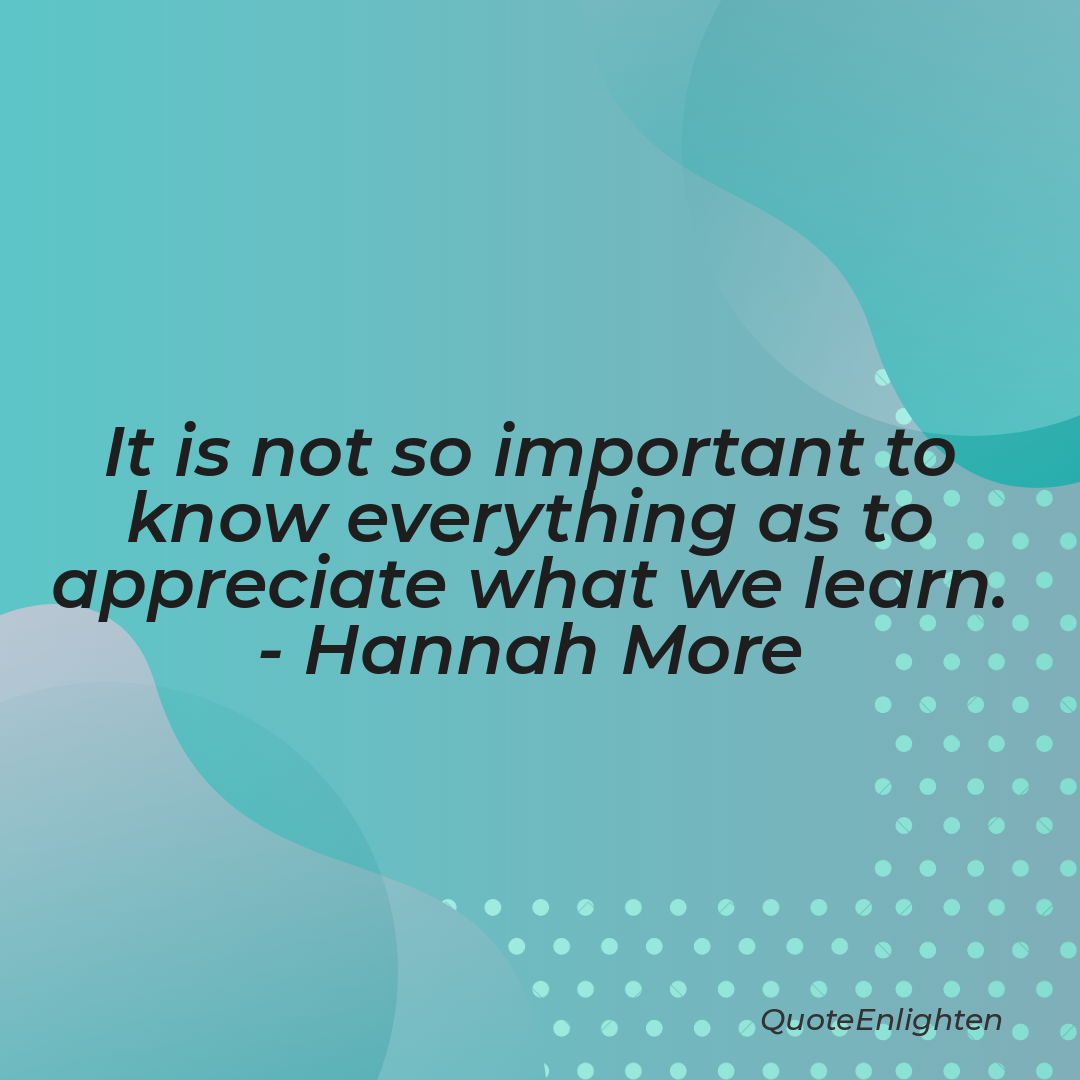 It is not so important to
know everything as to
appreciate what we learn.
- Hannah More
QuoteEnlighten